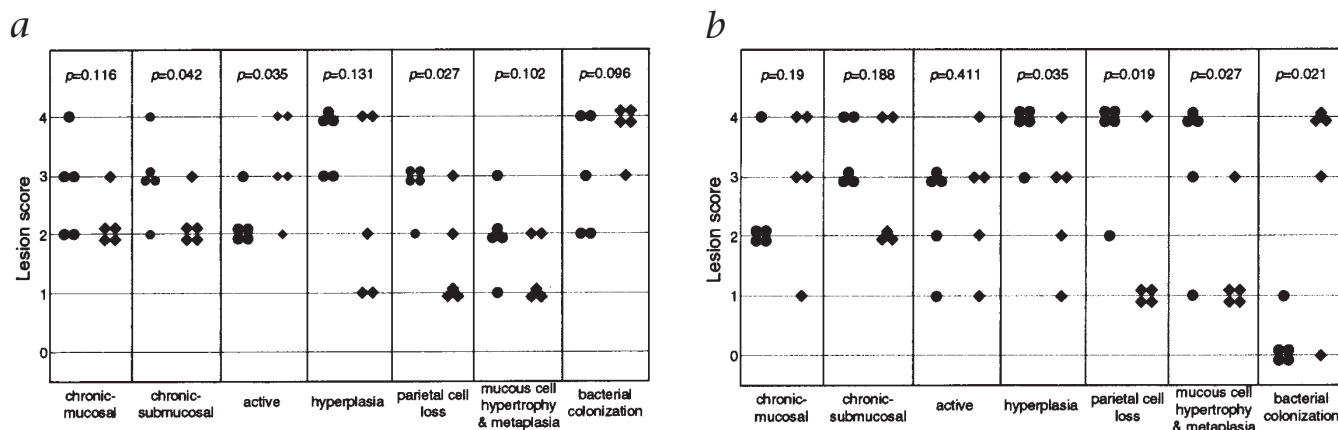 a
p=0.116 p=0.042 p=0.035 p=0.131 p=0.027 p=0.102 p=0.096
Lesion score
4
3
2
1
0
chronic-
mucosal
chronic-
submucosal
active
hyperplasia
parietal cell
loss
mucous cell
hypertrophy
& metaplasia
bacterial
colonization
b
p=0.19 p=0.188 p=0.411 p=0.035 p=0.019 p=0.027 p=0.021
Lesion score
4
3
2
1
0
chronic-
mucosal
chronic-
submucosal
active
hyperplasia
parietal cell
loss
mucous cell
hypertrophy
& metaplasia
bacterial
colonization